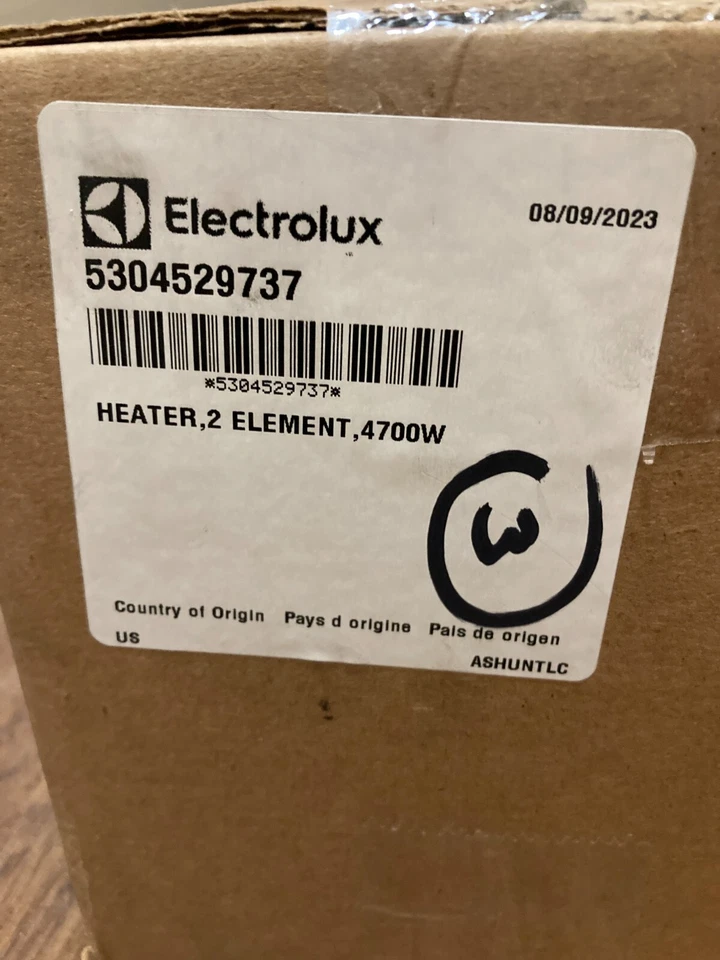 Electrolux
08/09/2023
5304529737
*5304529737*
HEATER,2 ELEMENT,4700W
3
Country of Origin Pays d origine Pais de origen
US
ASHUNTLC